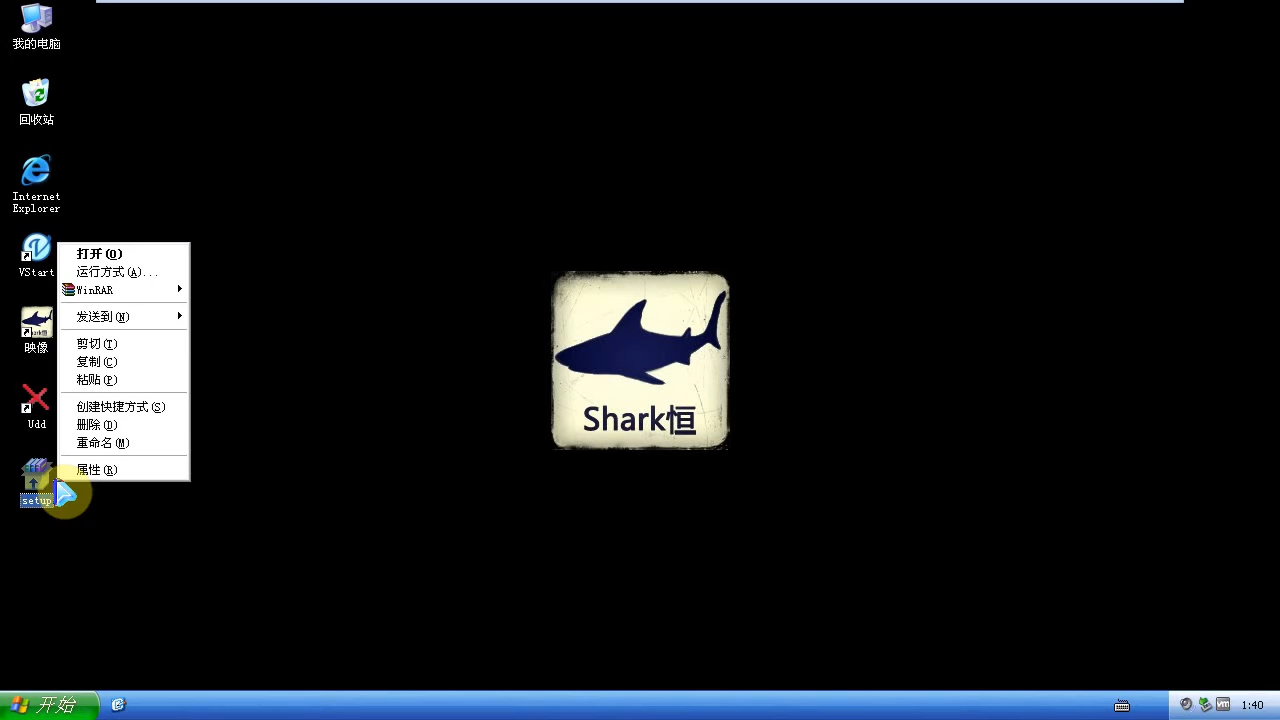 我的电脑
回收站
Internet
Explorer
VStart
映像
Udd
setup
打开(O)
运行方式(A)...
WinRAR
发送到(N)
剪切(T)
复制(C)
粘贴(P)
创建快捷方式(S)
删除(D)
重命名(M)
属性(R)
Shark恒
开始
1:40